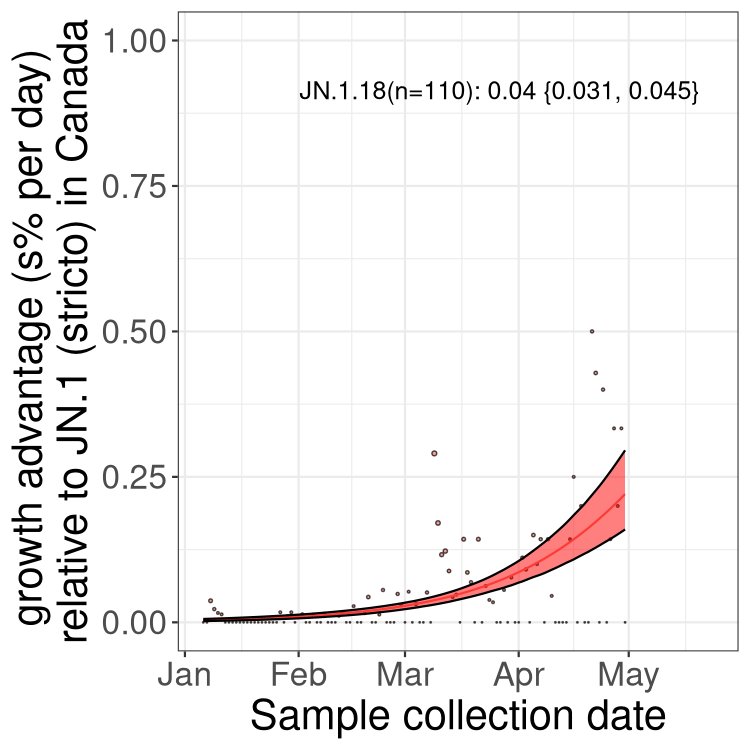 growth advantage (s% per day)
relative to JN.1 (stricto) in Canada
1.00
0.75
0.50
0.25
0.00
JN.1.18(n=110): 0.04 {0.031, 0.045}
Jan Feb Mar Apr May
Sample collection date